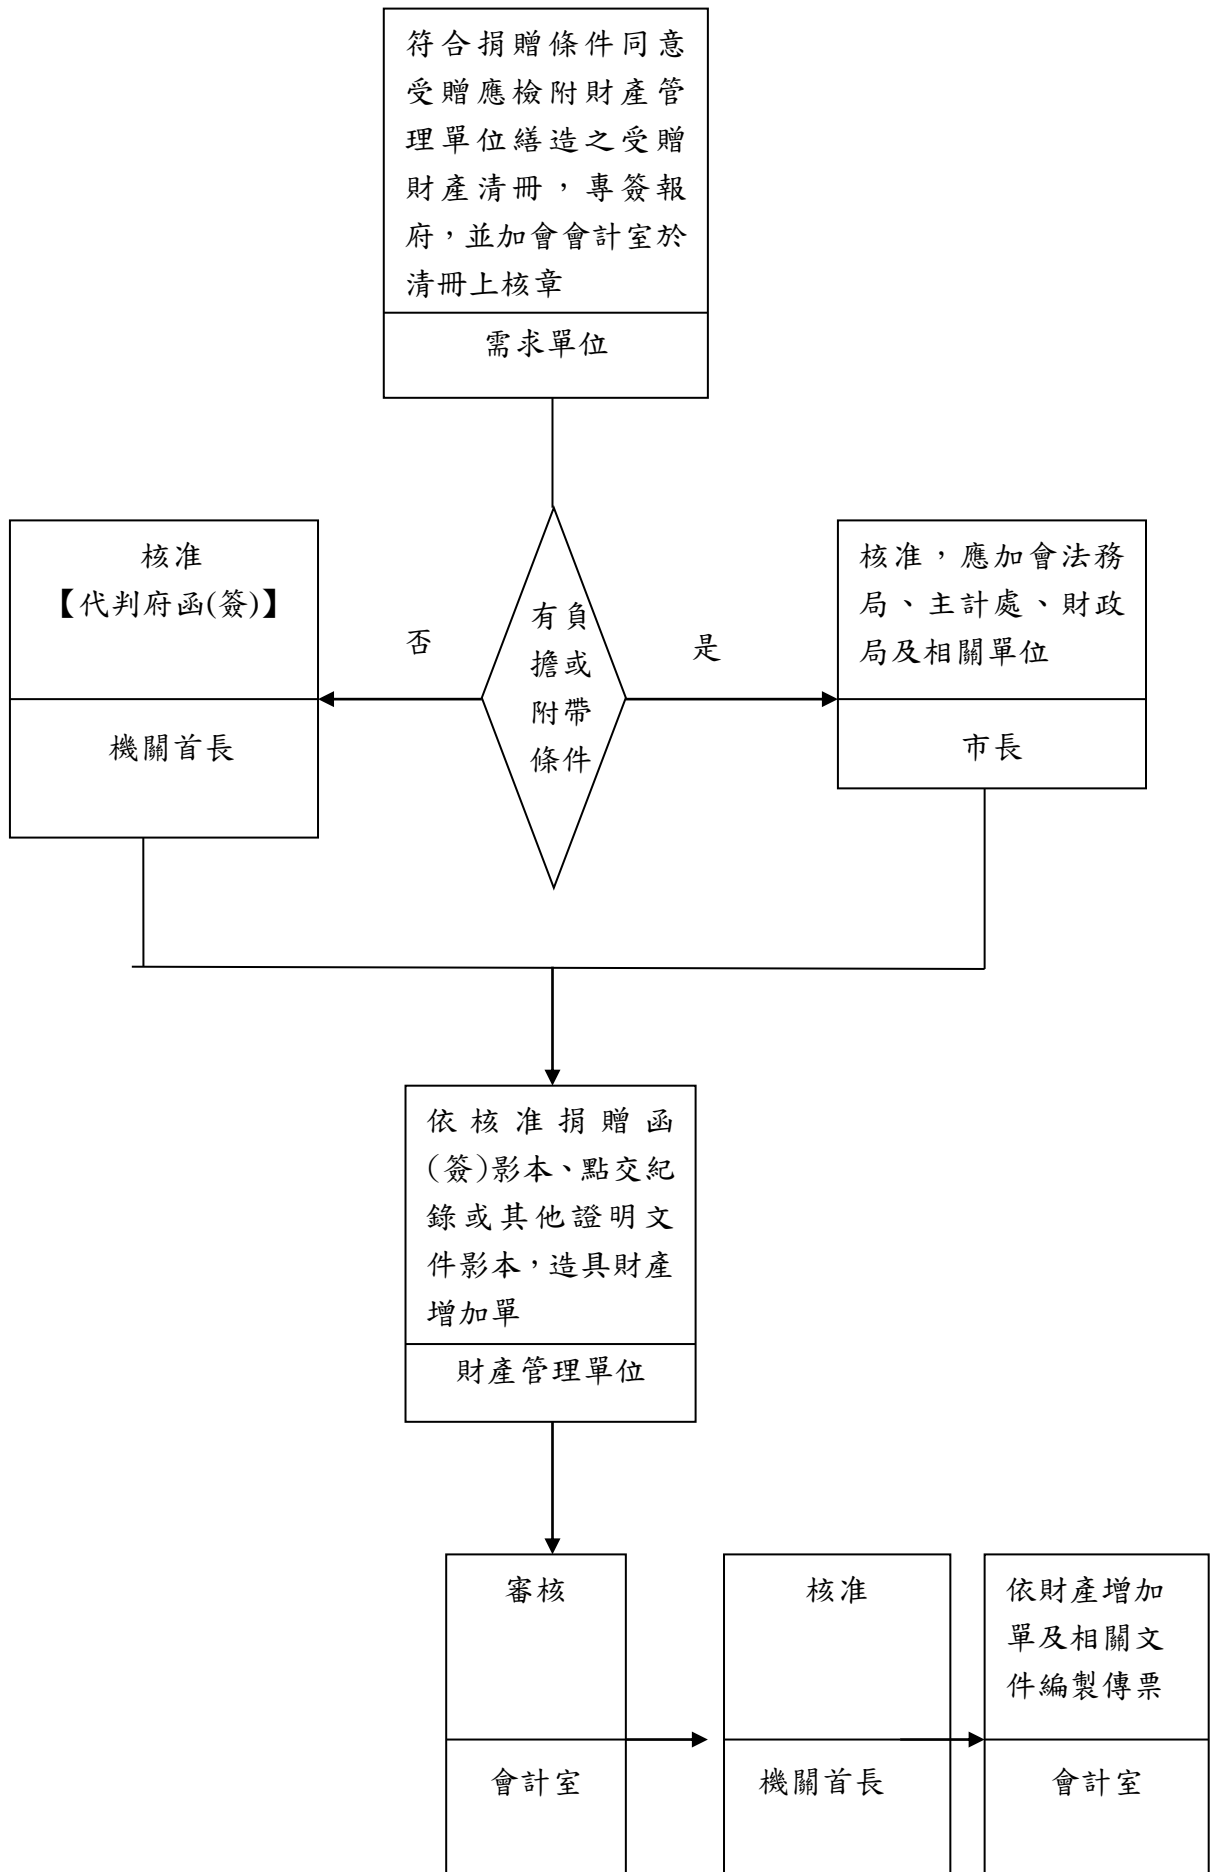 符合捐贈條件同意
受贈應檢附財產管
理單位繕造之受贈
財產清冊，專簽報
府，並加會會計室於
清冊上核章
需求單位
核准
【代判府函(簽)】
機關首長
否
有負
擔或
附帶
條件
是
核准，應加會法務
局、主計處、財政
局及相關單位
市長
依核准捐贈函
(簽)影本、點交紀
錄或其他證明文
件影本，造具財產
增加單
財產管理單位
審核
會計室
核准
機關首長
依財產增加
單及相關文
件編製傳票
會計室